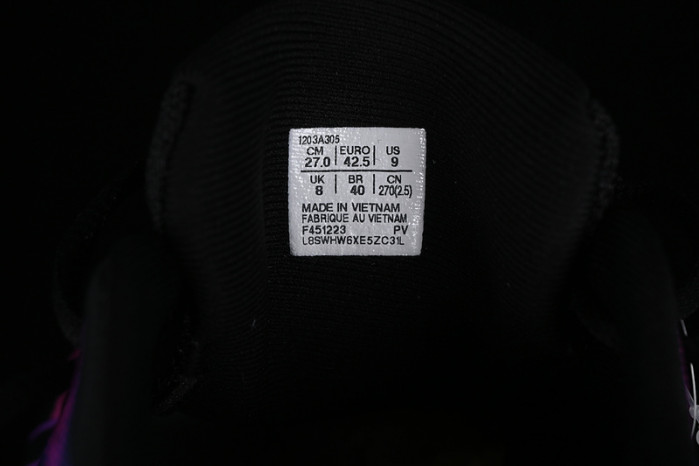 1203A305
CM EURO US
27.0 42.5 9
UK BR CN
8 40 270(2.5)
MADE IN VIETNAM
FABRIQUE AU VIETNAM
F451223 PV
L8SWHW6XE5ZC31L